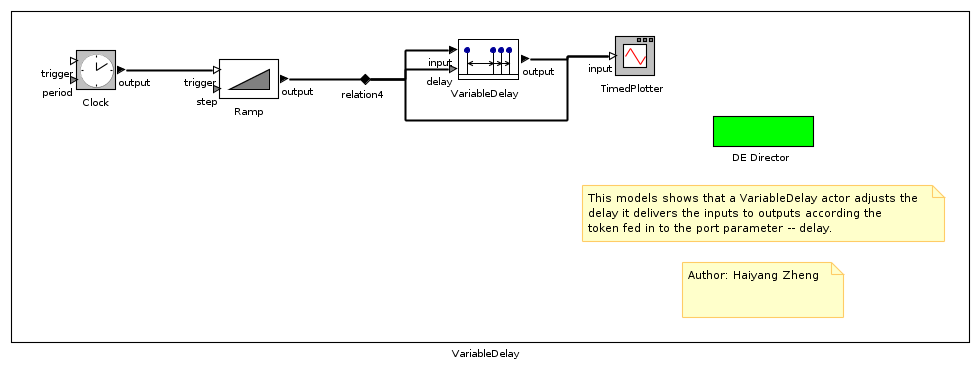 trigger
period
output
Clock
trigger
step
output
Ramp
relation4
input
delay
output
VariableDelay
input
TimedPlotter
DE Director
This models shows that a VariableDelay actor adjusts the
delay it delivers the inputs to outputs according the
token fed in to the port parameter -- delay.
Author: Haiyang Zheng
VariableDelay